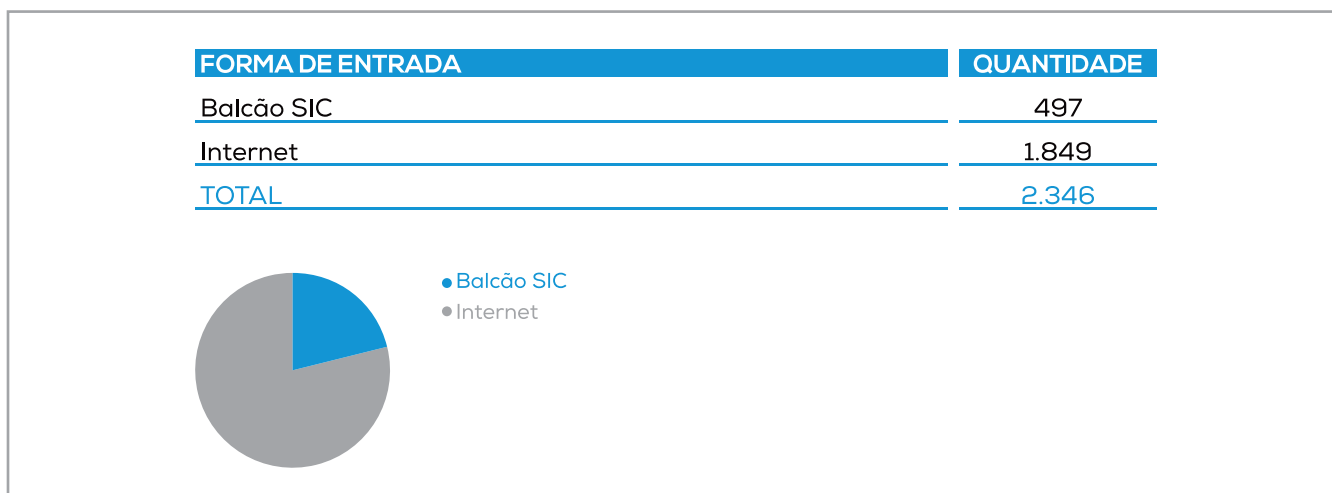 FORMA DE ENTRADA QUANTIDADE
Balcão SIC 497
Internet 1.849
TOTAL 2.346
Balcão SIC
Internet